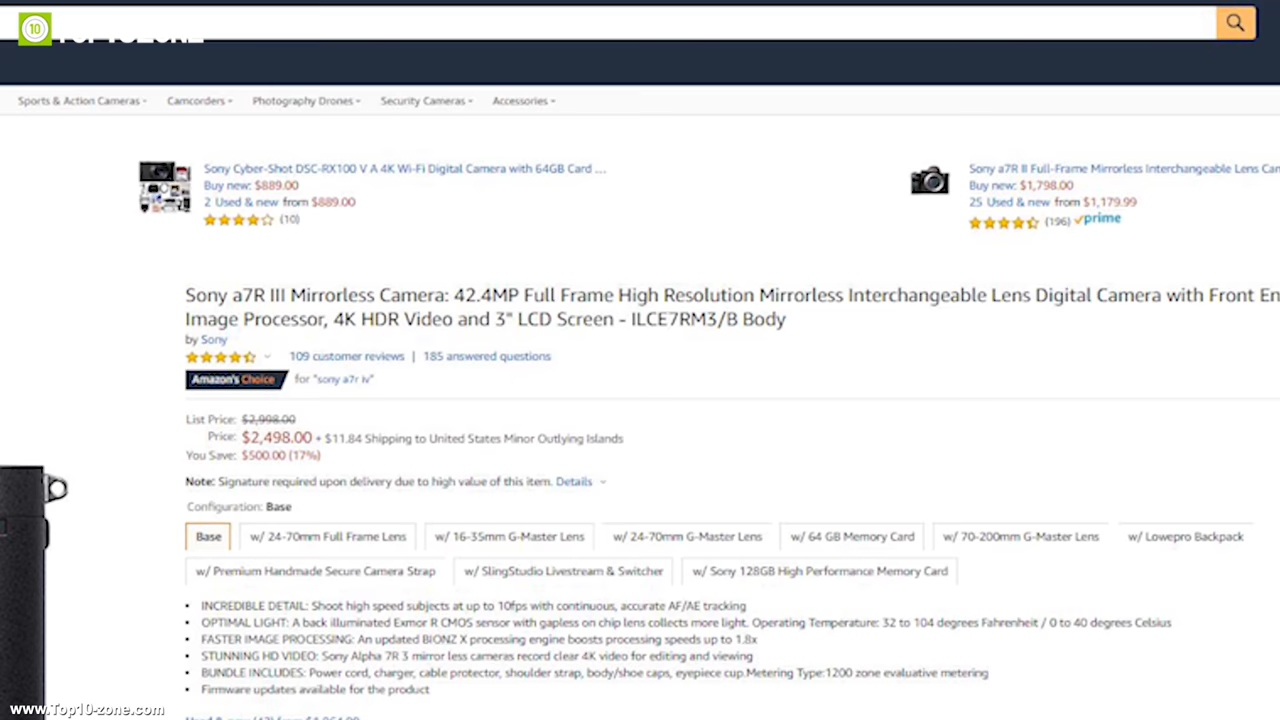 10 TOP10ZONE
Sports & Action Cameras
Camcorders
Photography Drones
Security Cameras
Accessories
Sony Cyber-Shot DSC-RX100 V A 4K Wi-Fi Digital Camera with 64GB Card ...
Buy new: $889.00
2 Used & new from $889.00
(10)
Sony a7R II Full-Frame Mirrorless Interchangeable Lens Cam
Buy new: $1,798.00
25 Used & new from $1,179.99
(196) prime
Sony a7R III Mirrorless Camera: 42.4MP Full Frame High Resolution Mirrorless Interchangeable Lens Digital Camera with Front En
Image Processor, 4K HDR Video and 3" LCD Screen - ILCE7RM3/B Body
by Sony
109 customer reviews | 185 answered questions
Amazon's Choice for "sony a7r iv"
List Price: $2,998.00
Price: $2,498.00 + $11.84 Shipping to United States Minor Outlying Islands
You Save: $500.00 (17%)
Note: Signature required upon delivery due to high value of this item. Details
Configuration: Base
Base
w/ 24-70mm Full Frame Lens
w/ 16-35mm G-Master Lens
w/ 24-70mm G-Master Lens
w/ 64 GB Memory Card
w/ 70-200mm G-Master Lens
w/ Lowepro Backpack
w/ Premium Handmade Secure Camera Strap
w/ SlingStudio Livestream & Switcher
w/ Sony 128GB High Performance Memory Card
• INCREDIBLE DETAIL: Shoot high speed subjects at up to 10fps with continuous, accurate AF/AE tracking
• OPTIMAL LIGHT: A back illuminated Exmor R CMOS sensor with gapless on chip lens collects more light. Operating Temperature: 32 to 104 degrees Fahrenheit / 0 to 40 degrees Celsius
• FASTER IMAGE PROCESSING: An updated BIONZ X processing engine boosts processing speeds up to 1.8x
• STUNNING HD VIDEO: Sony Alpha 7R 3 mirror less cameras record clear 4K video for editing and viewing
• BUNDLE INCLUDES: Power cord, charger, cable protector, shoulder strap, body/shoe caps, eyepiece cup.Metering Type:1200 zone evaluative metering
• Firmware updates available for the product
www.Top10-zone.com